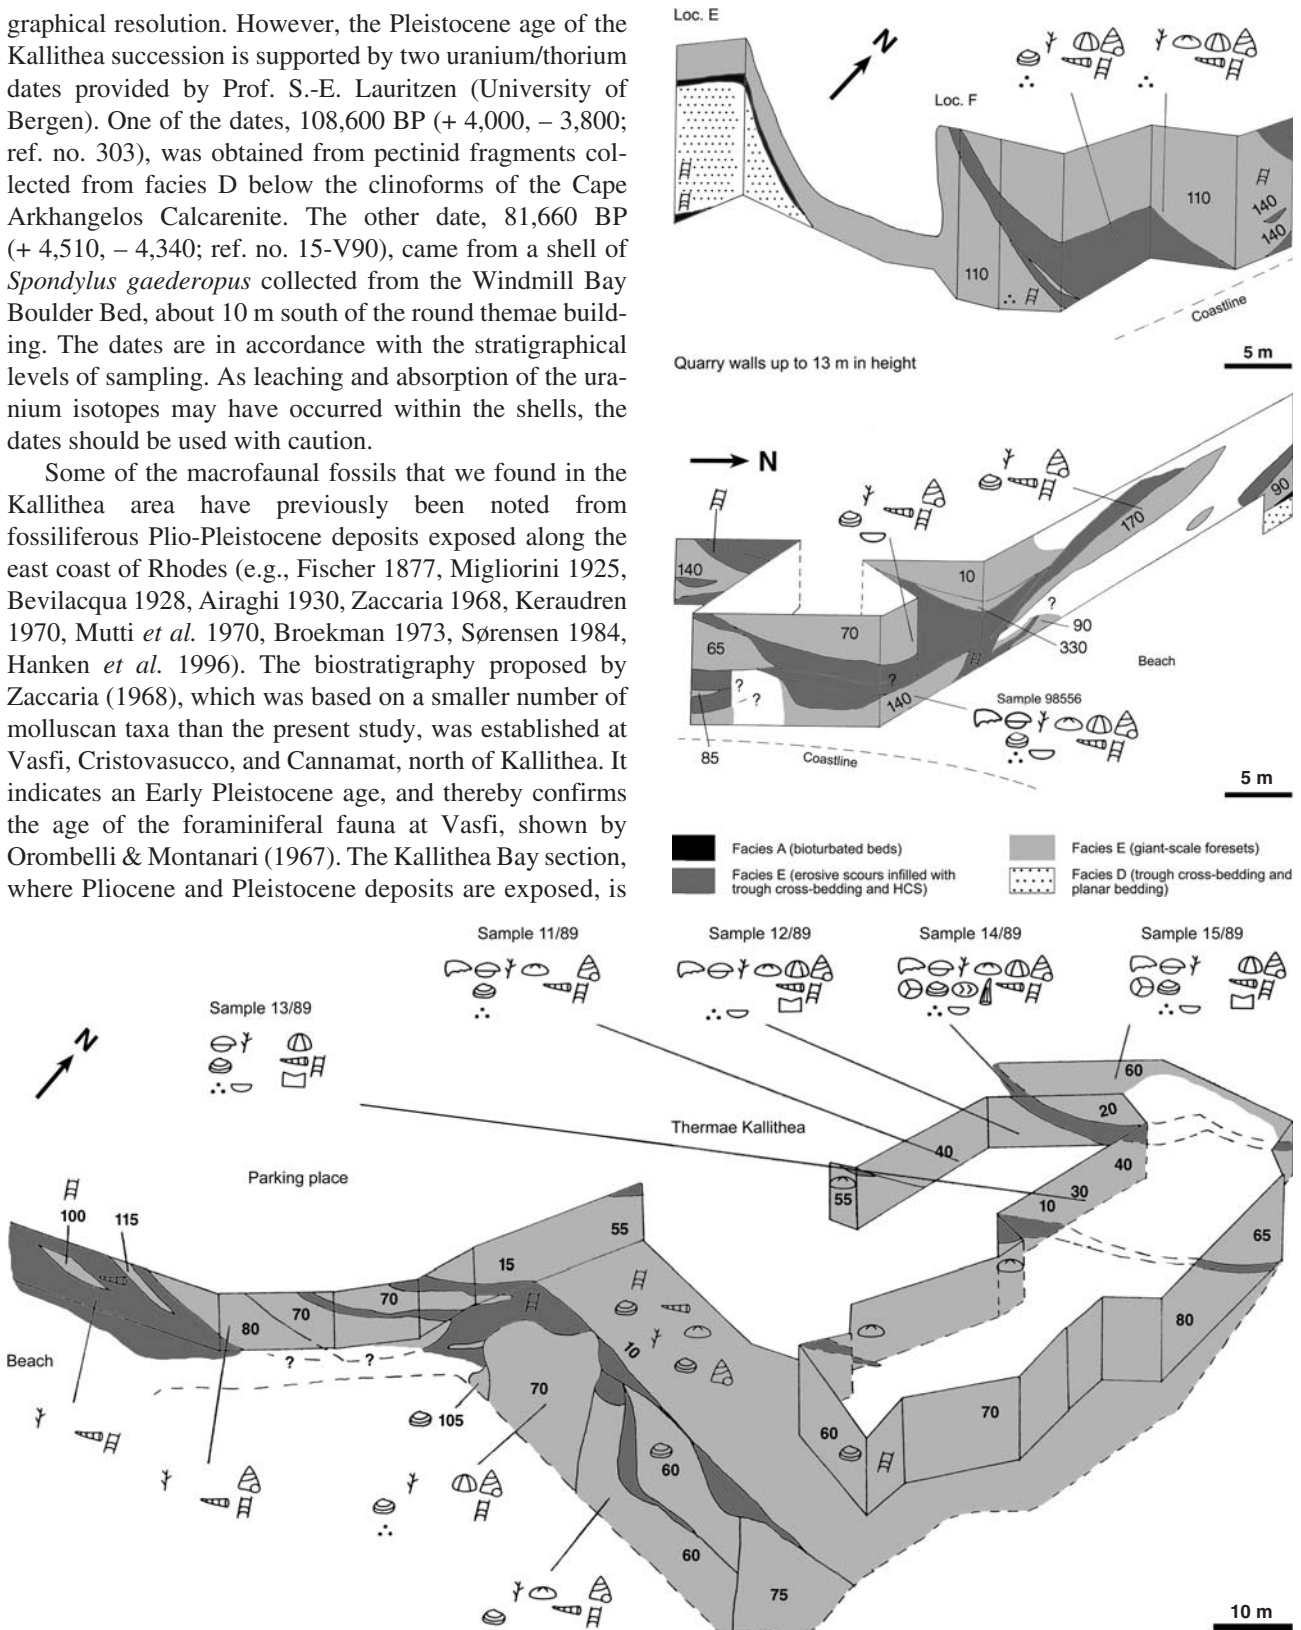 graphical resolution. However, the Pleistocene age of the
Kallithea succession is supported by two uranium/thorium
dates provided by Prof. S.-E. Lauritzen (University of
Bergen). One of the dates, 108,600 BP (+ 4,000, – 3,800;
ref. no. 303), was obtained from pectinid fragments col-
lected from facies D below the clinoforms of the Cape
Arkhangelos Calcarenite. The other date, 81,660 BP
(+ 4,510, – 4,340; ref. no. 15-V90), came from a shell of
Spondylus gaederopus collected from the Windmill Bay
Boulder Bed, about 10 m south of the round themae build-
ing. The dates are in accordance with the stratigraphical
levels of sampling. As leaching and absorption of the ura-
nium isotopes may have occurred within the shells, the
dates should be used with caution.
Some of the macrofaunal fossils that we found in the
Kallithea area have previously been noted from
fossiliferous Plio-Pleistocene deposits exposed along the
east coast of Rhodes (e.g., Fischer 1877, Migliorini 1925,
Bevilacqua 1928, Airaghi 1930, Zaccaria 1968, Keraudren
1970, Mutti et al. 1970, Broekman 1973, Sørensen 1984,
Hanken et al. 1996). The biostratigraphy proposed by
Zaccaria (1968), which was based on a smaller number of
molluscan taxa than the present study, was established at
Vasfi, Cristovasucco, and Cannamat, north of Kallithea. It
indicates an Early Pleistocene age, and thereby confirms
the age of the foraminiferal fauna at Vasfi, shown by
Orombelli & Montanari (1967). The Kallithea Bay section,
where Pliocene and Pleistocene deposits are exposed, is
Loc. E
N
Loc. F
110
140
140
110
Coastline
5 m
Quarry walls up to 13 m in height
N
90
170
140
10
70
65
?
90
330
Beach
?
?
?
140
Sample 98556
85
Coastline
5 m
Facies A (bioturbated beds)
Facies E (erosive scours infilled with
trough cross-bedding and HCS)
Facies E (giant-scale foresets)
Facies D (trough cross-bedding and
planar bedding)
Sample 11/89
Sample 12/89
Sample 14/89
Sample 15/89
Sample 13/89
N
60
20
Thermae Kallithea
40
40
30
10
55
Parking place
100
115
55
65
15
70
70
80
80
10
Beach
?
?
70
105
70
60
60
60
75
10 m